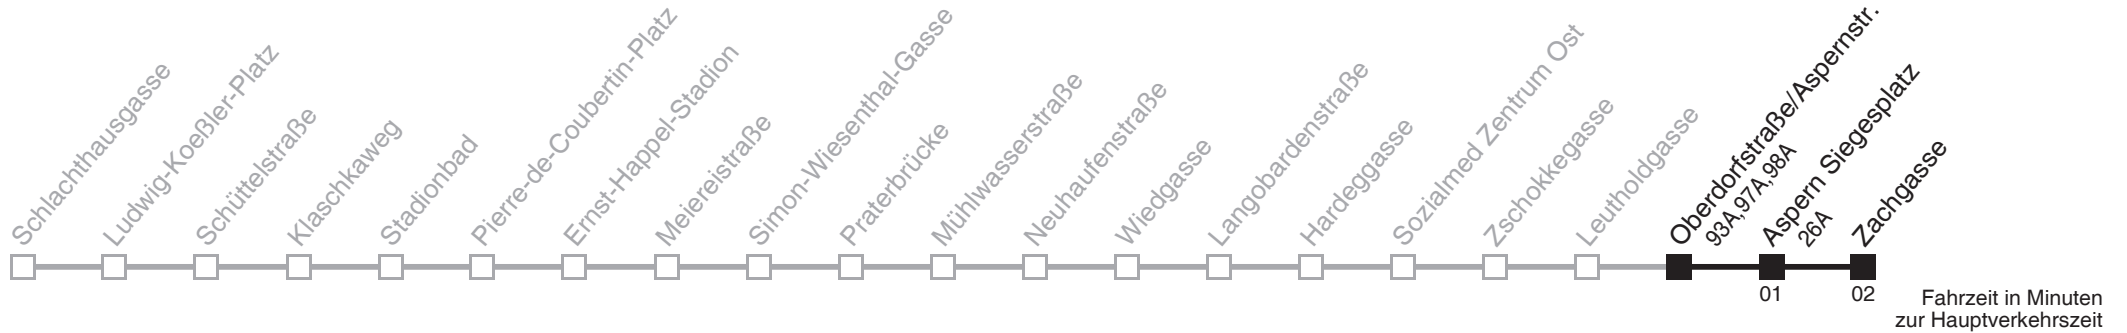 Schlachthausgasse
Ludwig-Koeßler-Platz
Schüttelstraße
Klaschkaweg
Stadionbad
Pierre-de-Coubertin-Platz
Ernst-Happel-Stadion
Meiereistraße
Simon-Wiesenthal-Gasse
Praterbrücke
Mühlwasserstraße
Neuhaufenstraße
Wiedgasse
Langobardenstraße
Hardeggasse
Sozialmed Zentrum Ost
Zschokkegasse
Leutholdgasse
Oberdorfstraße/Aspernstr.
93A,97A,98A
Aspern Siegesplatz
26A
Zachgasse
01
02
Fahrzeit in Minuten
zur Hauptverkehrszeit